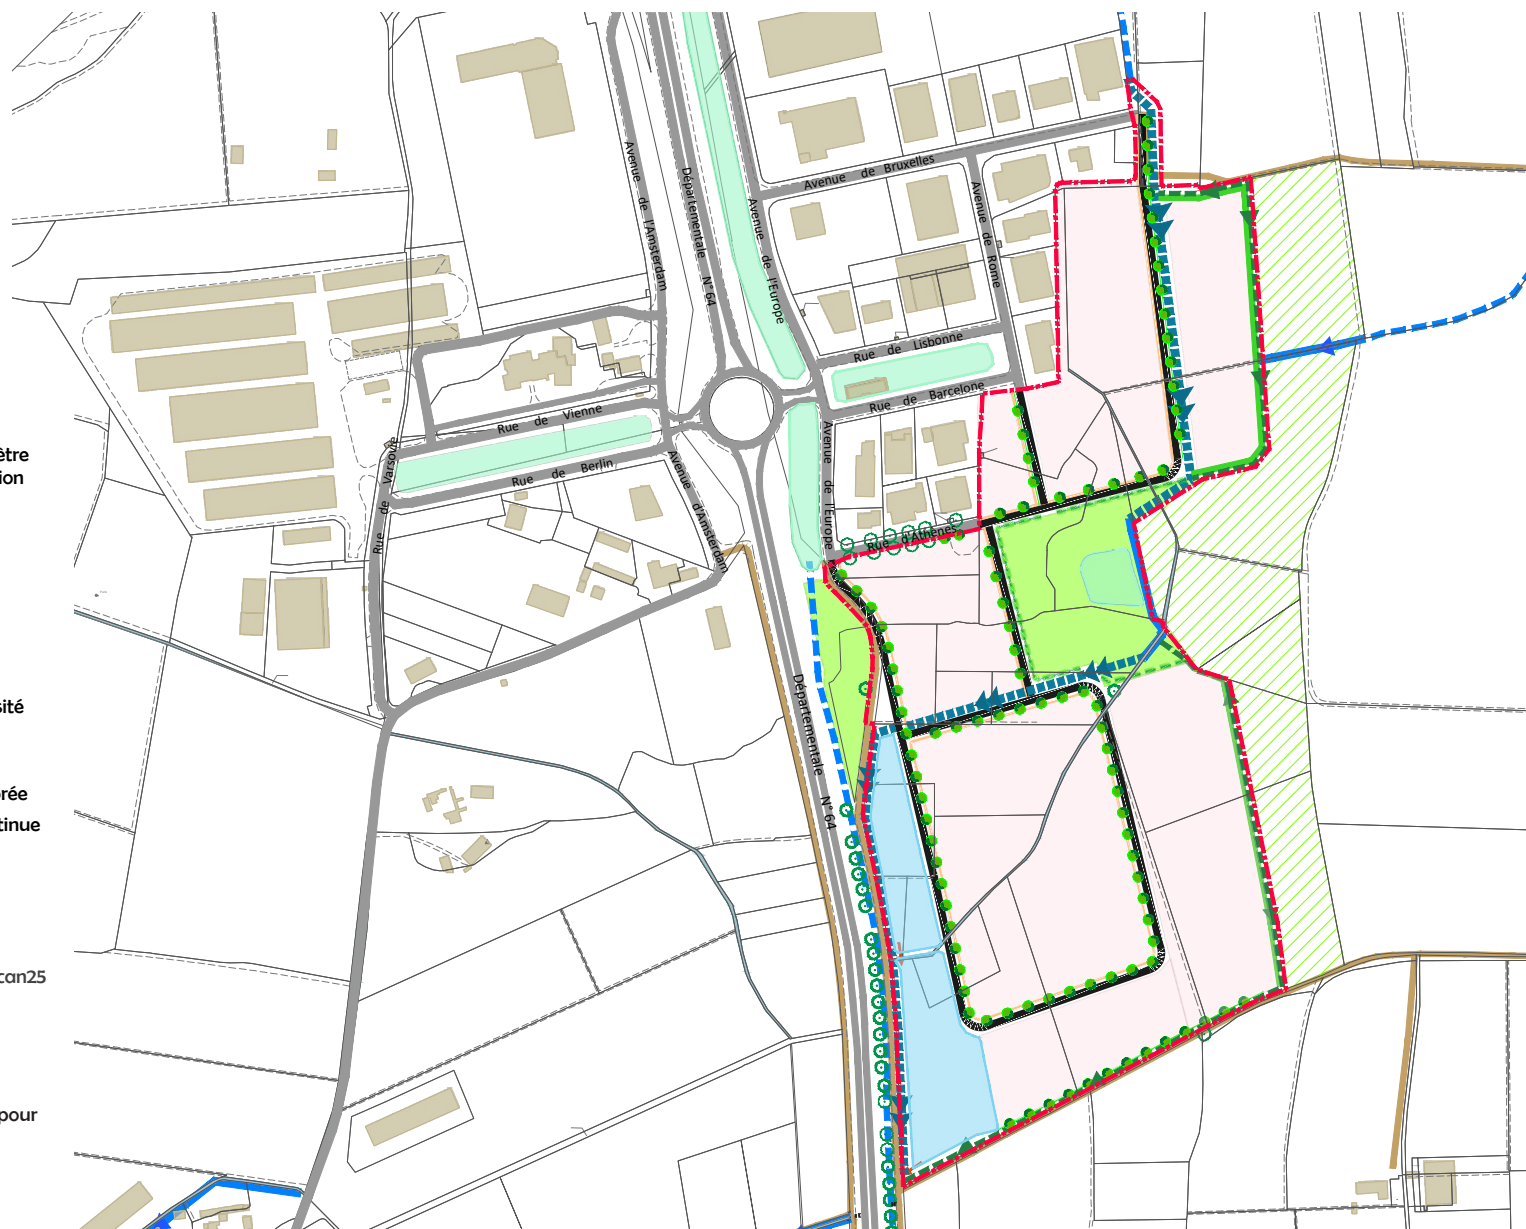 être
ion
sité
orée
tinue
can25
pour
Avenue de l'Amsterdam
Départementale N°64
Avenue de l'Europe
Avenue de Bruxelles
Avenue de Rome
Rue de Lisbonne
Rue de Barcelone
Rue de Vienne
Rue de Berlin
Rue de Varsovie
Avenue d'Amsterdam
Avenue de l'Europe
Rue d'Athènes
Départementale N°64